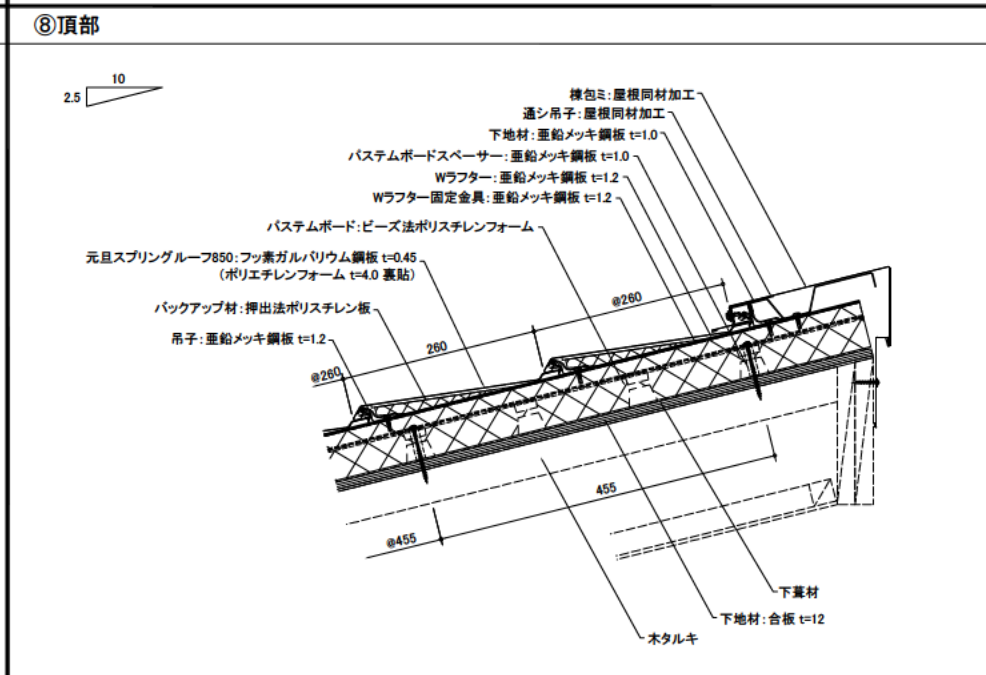 ⑧頂部
10
2.5
棟包ミ:屋根同材加工
通シ吊子:屋根同材加工
下地材:亜鉛メッキ鋼板 t=1.0
パステムボードスペーサー:亜鉛メッキ鋼板 t=1.0
Wラフター:亜鉛メッキ鋼板 t=1.2
Wラフター固定金具:亜鉛メッキ鋼板 t=1.2
パステムボード:ビーズ法ポリスチレンフォーム
元旦スプリングルーフ850:フッ素ガルバリウム鋼板 t=0.45
(ポリエチレンフォーム t=4.0 裏貼)
バックアップ材:押出法ポリスチレン板
吊子:亜鉛メッキ鋼板 t=1.2
@260
260
@260
455
@455
下葺材
下地材:合板 t=12
木タルキ